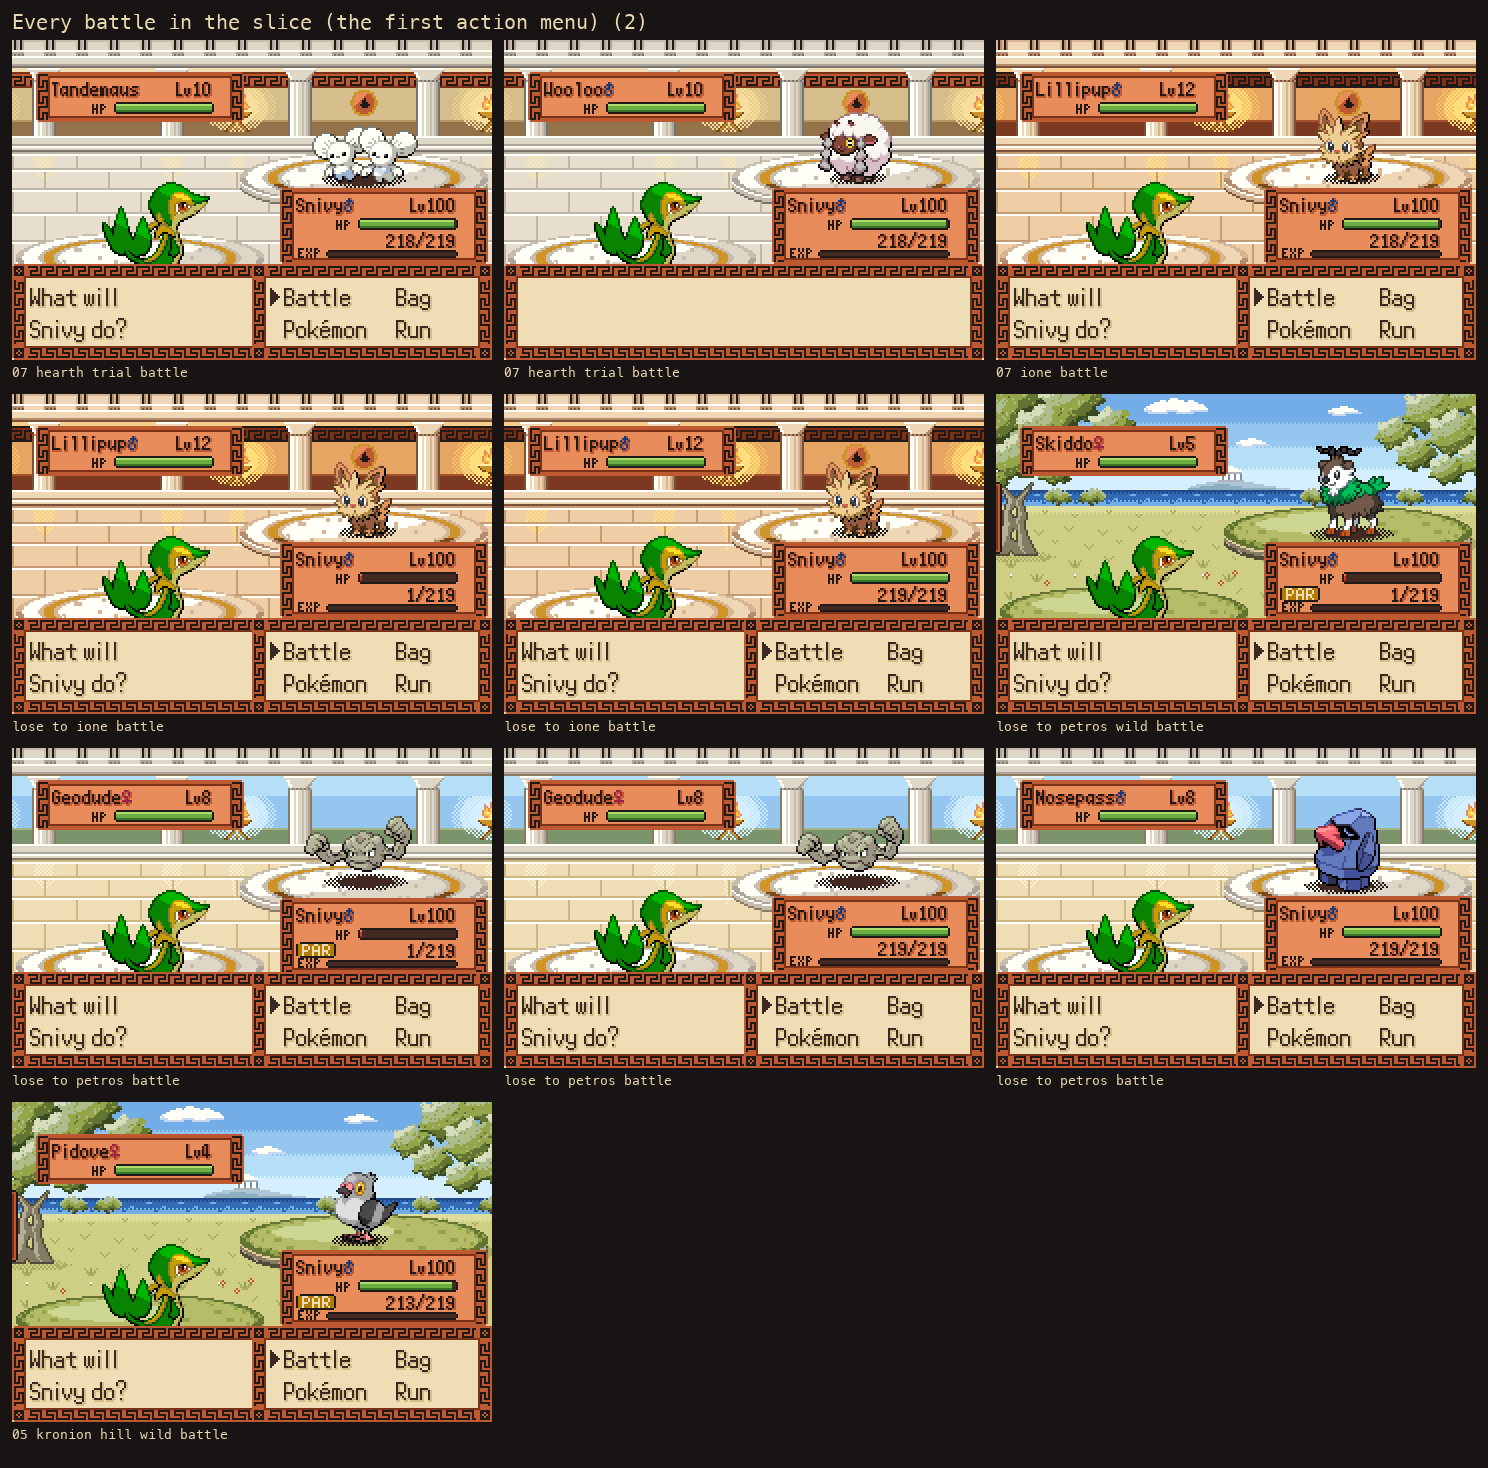 Every battle in the slice (the first action menu) (2)
Tandemaus Lv10
HP
Snivy♂ Lv100
HP
218/219
EXP
What will
Snivy do?
Battle Bag
Pokémon Run
07 hearth trial battle
Wooloo♂ Lv10
HP
Snivy♂ Lv100
HP
218/219
EXP
07 hearth trial battle
Lillipup♂ Lv12
HP
Snivy♂ Lv100
HP
218/219
EXP
What will
Snivy do?
Battle Bag
Pokémon Run
07 ione battle
Lillipup♂ Lv12
HP
Snivy♂ Lv100
HP
1/219
EXP
What will
Snivy do?
Battle Bag
Pokémon Run
lose to ione battle
Lillipup♂ Lv12
HP
Snivy♂ Lv100
HP
219/219
EXP
What will
Snivy do?
Battle Bag
Pokémon Run
lose to ione battle
Skiddo♀ Lv5
HP
Snivy♂ Lv100
HP
PAR 1/219
EXP
What will
Snivy do?
Battle Bag
Pokémon Run
lose to petros wild battle
Geodude♀ Lv8
HP
Snivy♂ Lv100
HP
PAR 1/219
EXP
What will
Snivy do?
Battle Bag
Pokémon Run
lose to petros battle
Geodude♀ Lv8
HP
Snivy♂ Lv100
HP
219/219
EXP
What will
Snivy do?
Battle Bag
Pokémon Run
lose to petros battle
Nosepass♂ Lv8
HP
Snivy♂ Lv100
HP
219/219
EXP
What will
Snivy do?
Battle Bag
Pokémon Run
lose to petros battle
Pidove♀ Lv4
HP
Snivy♂ Lv100
HP
PAR 213/219
EXP
What will
Snivy do?
Battle Bag
Pokémon Run
05 kronion hill wild battle